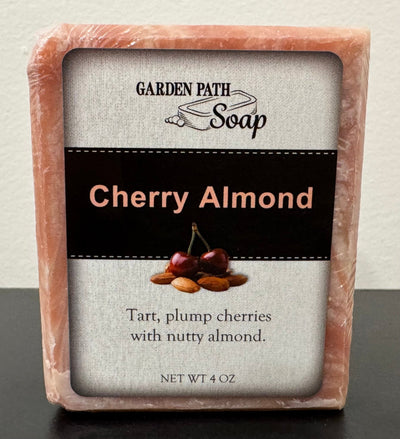 GARDEN PATH
Soap
Cherry Almond
Tart, plump cherries
with nutty almond.
NET WT 4 OZ